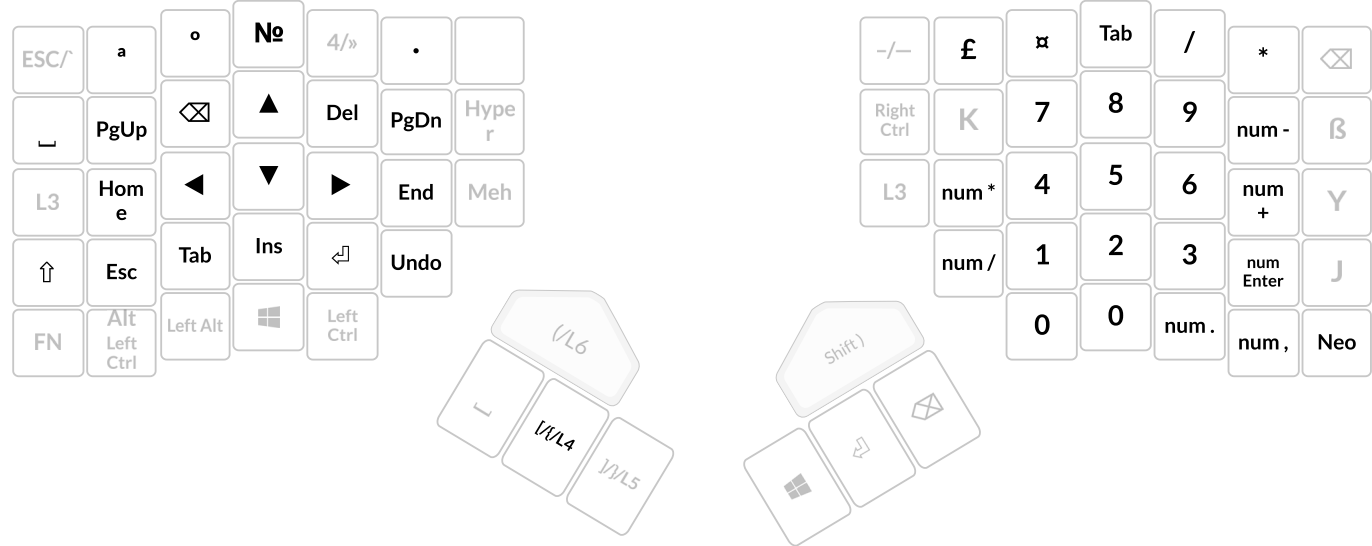 ESC/` ª º № 4/» •
–/— £ ¤ Tab / * ⌫
␣ PgUp ⌫ ▲ Del PgDn Hype
r
Right
Ctrl K 7 8 9 num - ß
L3 Hom
e ◀ ▼ ▶ End Meh
L3 num * 4 5 6 num
+ Y
⇧ Esc Tab Ins ⏎ Undo
num / 1 2 3 num
Enter J
FN Alt
Left
Ctrl Left Alt Left
Ctrl
0 0 num . num , Neo
(/L6
␣ [/{/L4 ]/}/L5
Shift )
⏎ ⌫